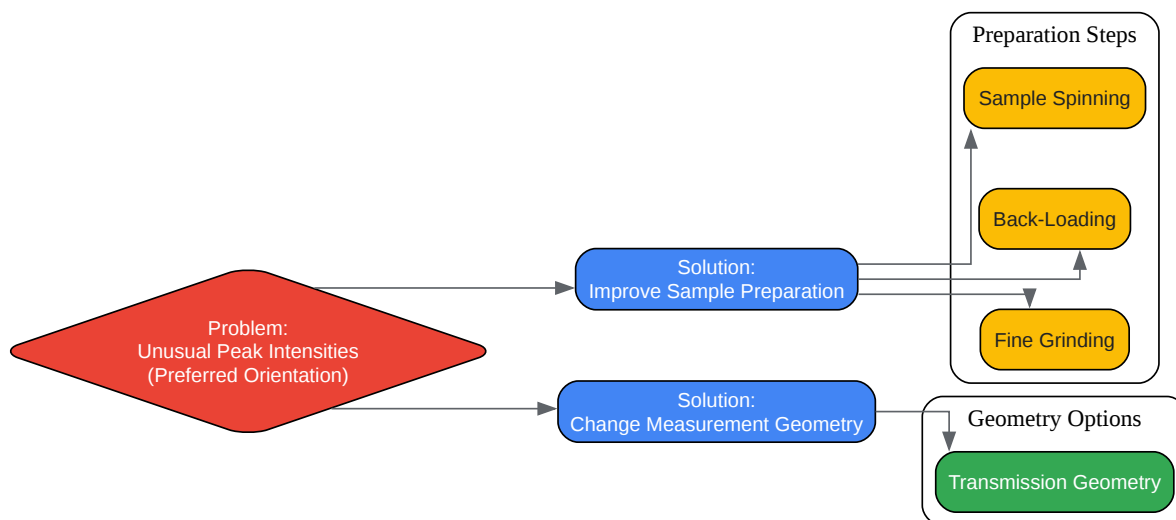 Preparation Steps
Sample Spinning
Back-Loading
Solution:
Improve Sample Preparation
Fine Grinding
Problem:
Unusual Peak Intensities
(Preferred Orientation)
Solution:
Change Measurement Geometry
Geometry Options
Transmission Geometry